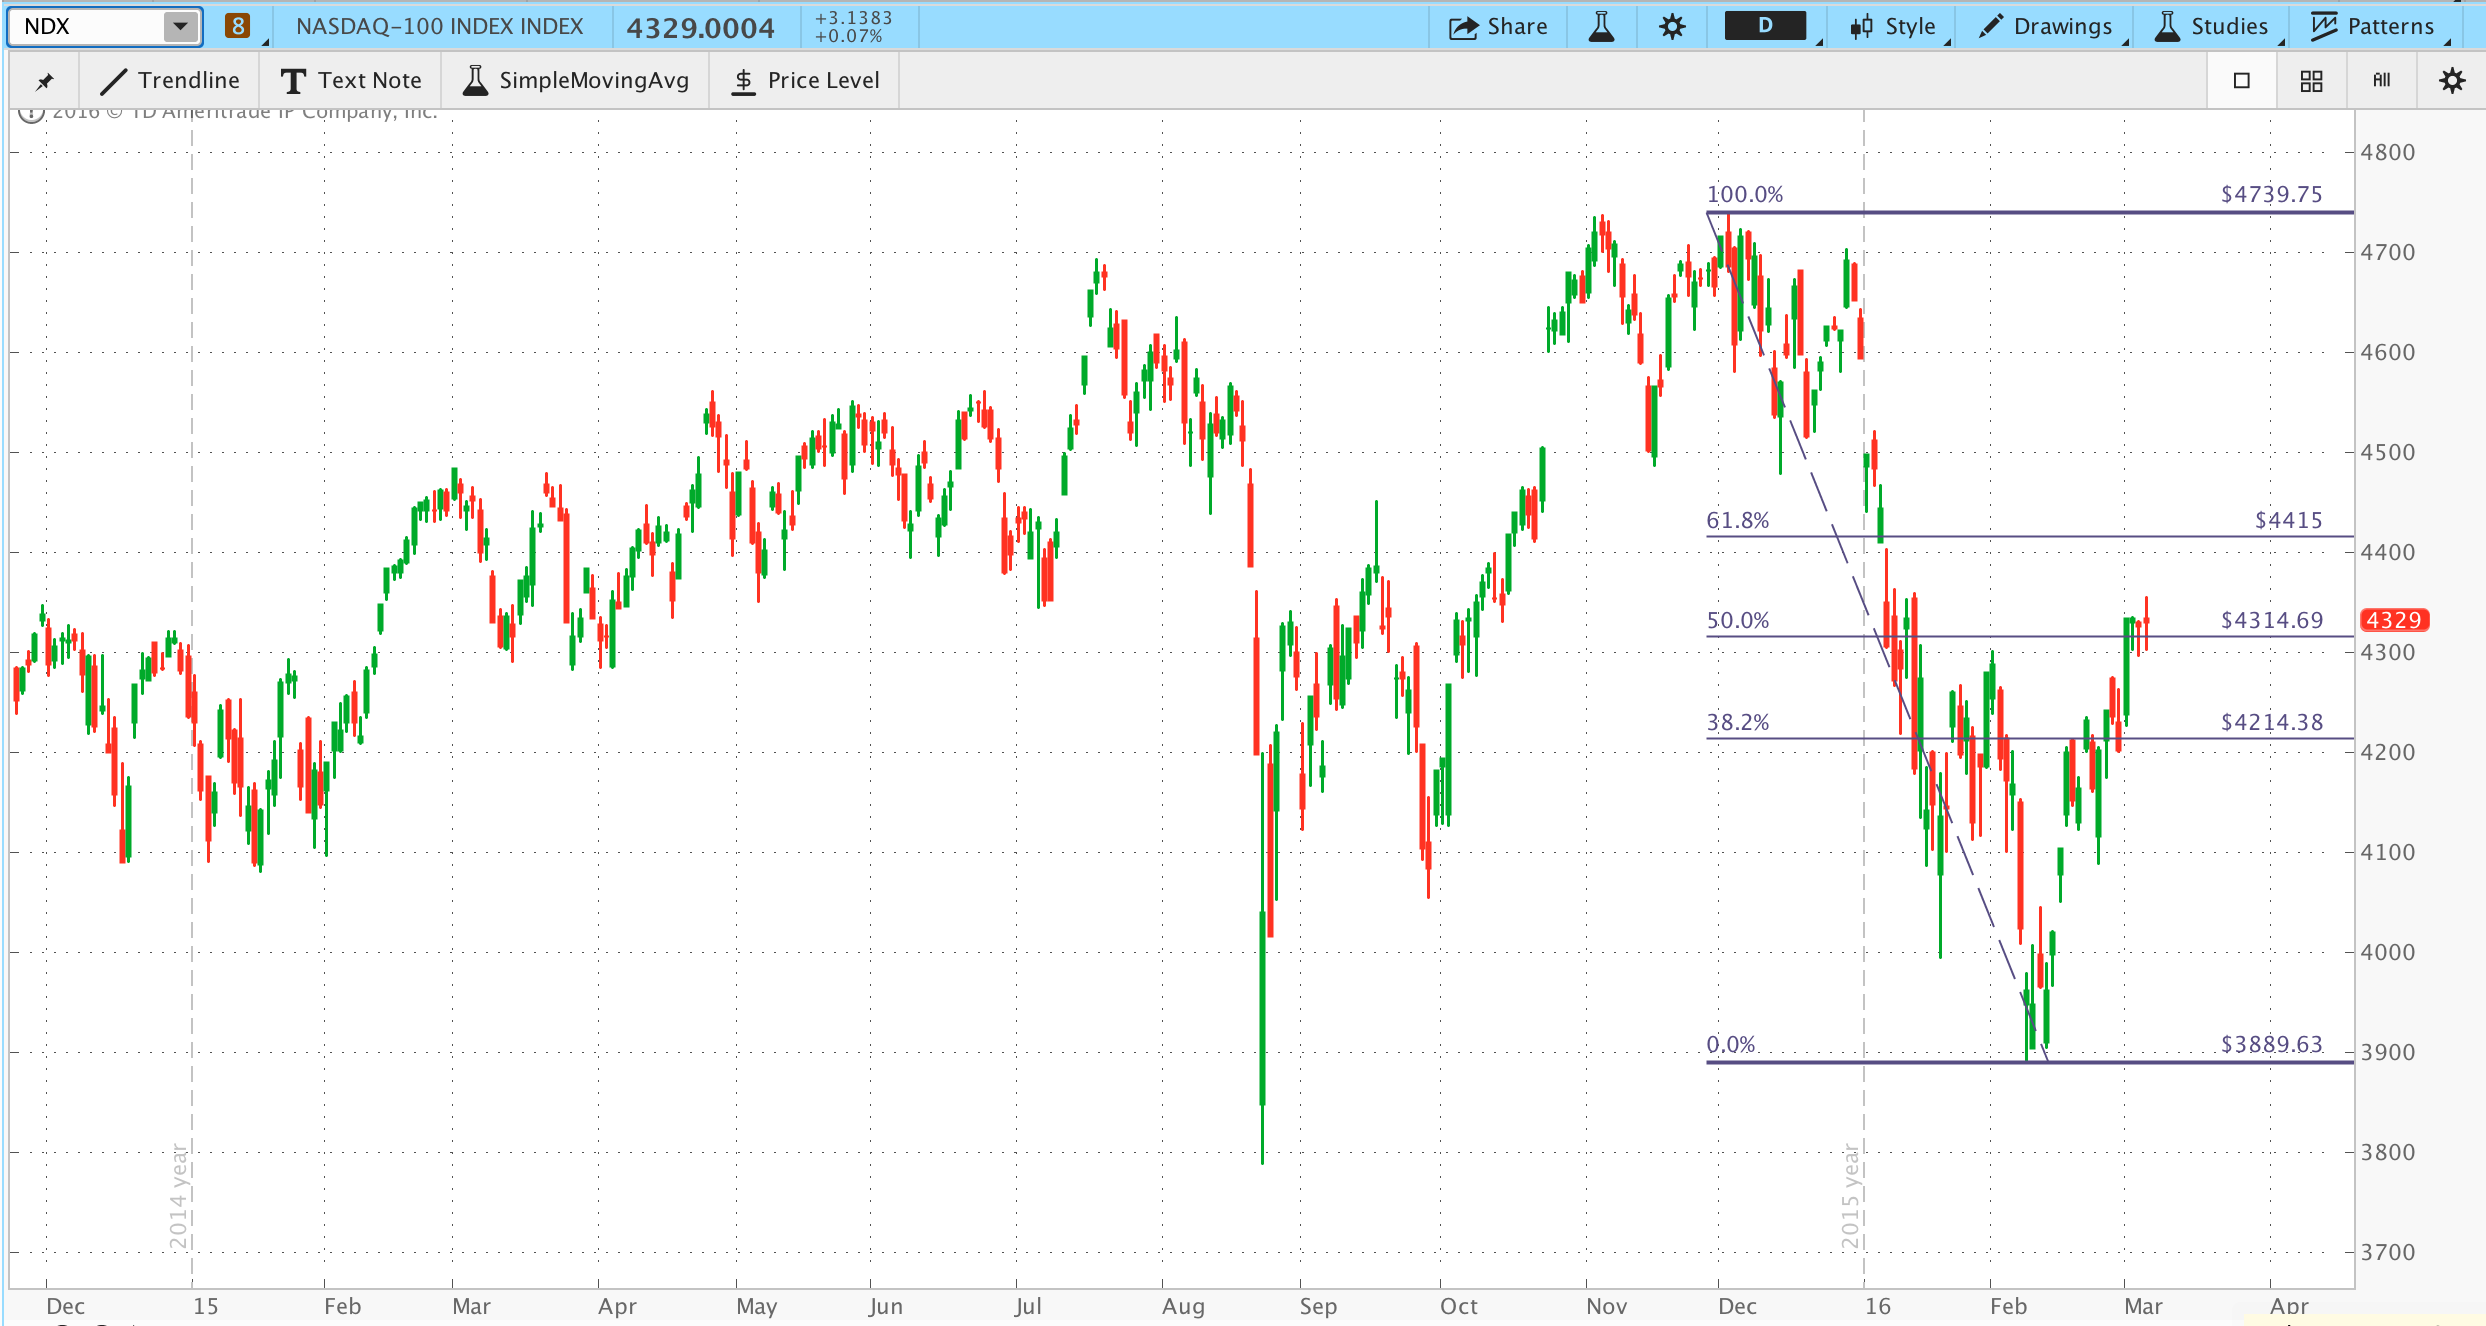 NDX
8
NASDAQ-100 INDEX INDEX
4329.0004
+3.1383
+0.07%
Share
D
Style
Drawings
Studies
Patterns
Trendline
Text Note
SimpleMovingAvg
Price Level
All
2016 © TD Ameritrade IP Company, Inc.
4800
100.0%
$4739.75
4700
4600
4500
61.8%
$4415
4400
50.0%
$4314.69
4329
4300
38.2%
$4214.38
4200
4100
4000
0.0%
$3889.63
3900
3800
3700
2014 year
2015 year
Dec
15
Feb
Mar
Apr
May
Jun
Jul
Aug
Sep
Oct
Nov
Dec
16
Feb
Mar
Apr